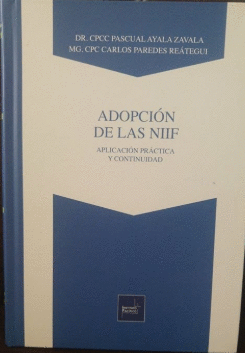 DR. CPCC PASCUAL AYALA ZAVALA
MG. CPC CARLOS PAREDES REÁTEGUI
ADOPCIÓN
DE LAS NIIF
APLICACIÓN PRÁCTICA
Y CONTINUIDAD